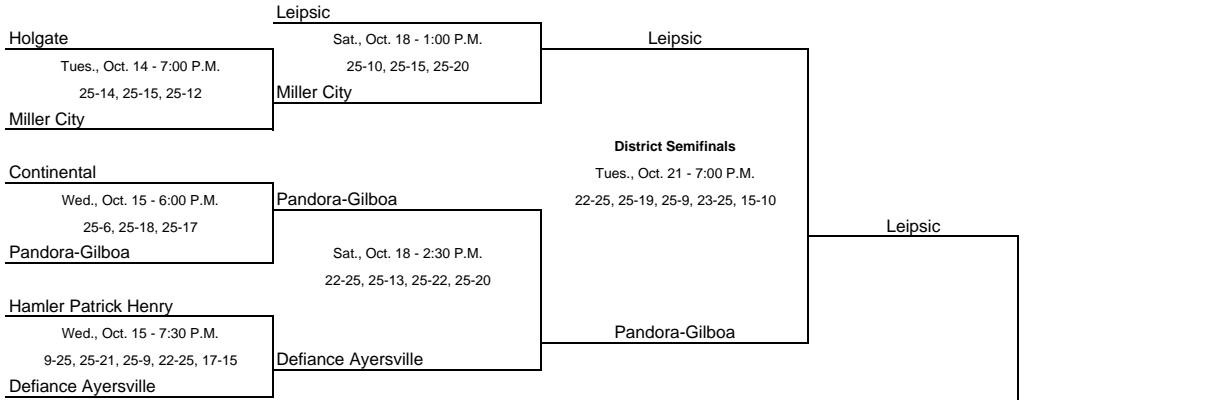 Leipsic
Holgate
Sat., Oct. 18 - 1:00 P.M.
Leipsic
Tues., Oct. 14 - 7:00 P.M.
25-10, 25-15, 25-20
25-14, 25-15, 25-12
Miller City
Miller City
District Semifinals
Continental
Tues., Oct. 21 - 7:00 P.M.
Wed., Oct. 15 - 6:00 P.M.
Pandora-Gilboa
22-25, 25-19, 25-9, 23-25, 15-10
25-6, 25-18, 25-17
Leipsic
Pandora-Gilboa
Sat., Oct. 18 - 2:30 P.M.
22-25, 25-13, 25-22, 25-20
Hamler Patrick Henry
Wed., Oct. 15 - 7:30 P.M.
Pandora-Gilboa
9-25, 25-21, 25-9, 22-25, 17-15
Defiance Ayersville
Defiance Ayersville